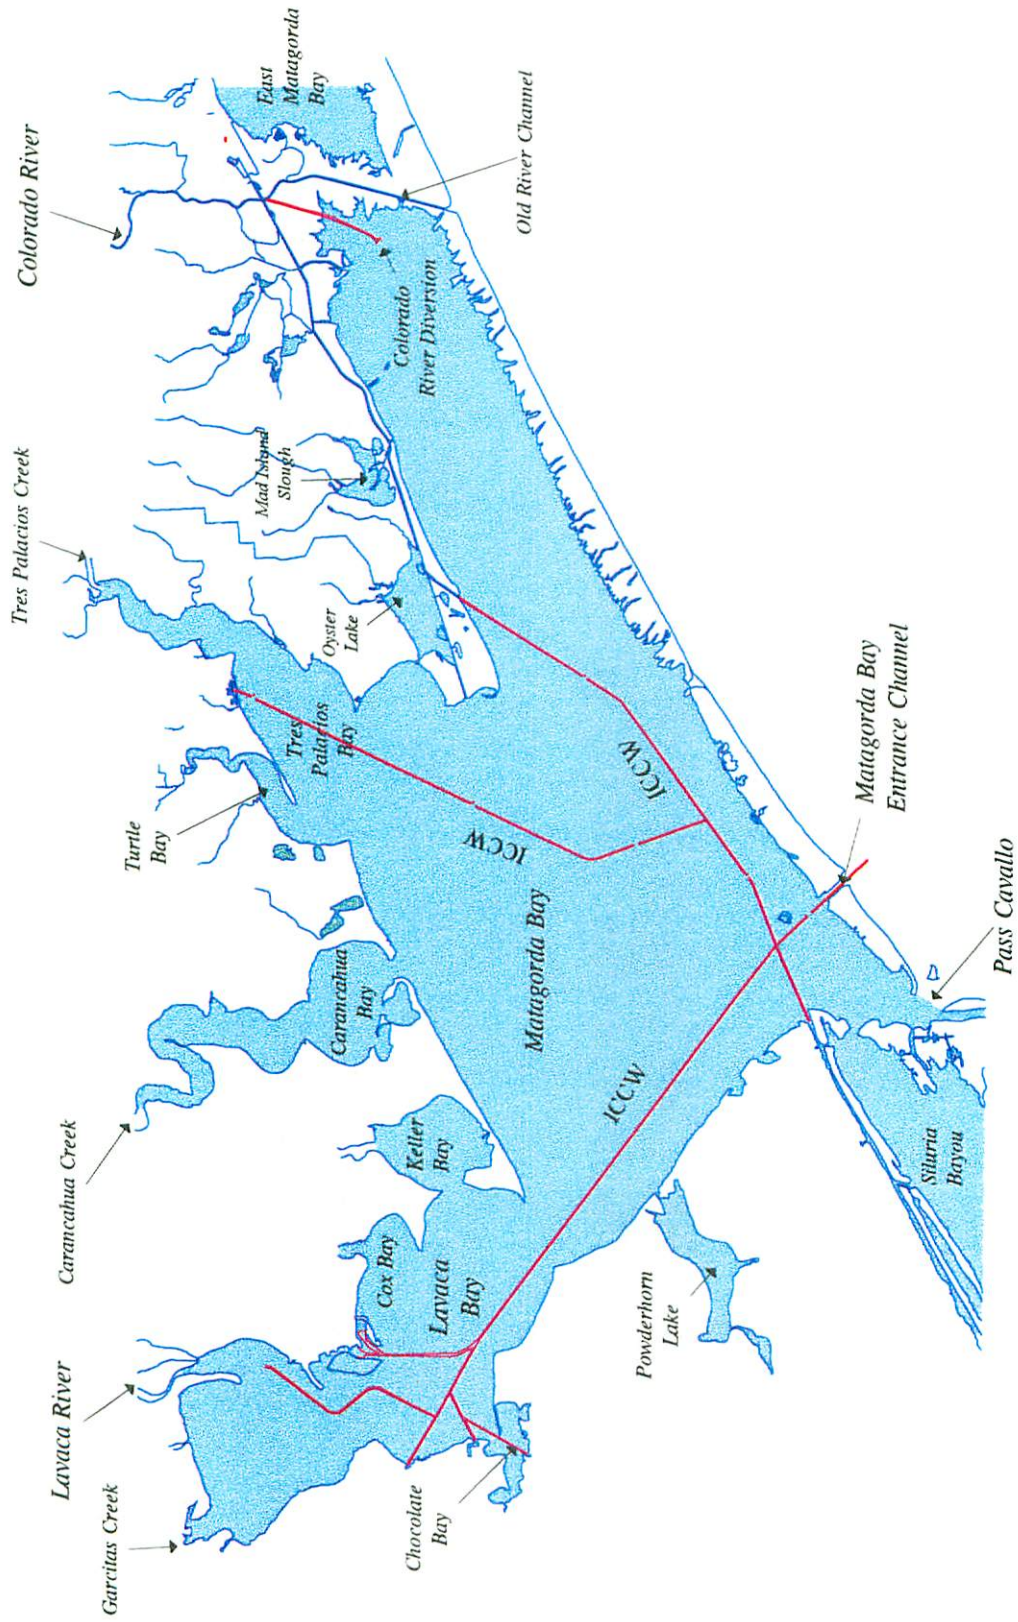 Colorado River
East
Matagorda
Bay
Old River Channel
Colorado
River Diversion
Tres Palacios Creek
Mad Island
Slough
Oyster
Lake
Tres
Palacios
Bay
Turtle
Bay
ICCW
ICCW
Matagorda Bay
Entrance Channel
Pass Cavallo
Matagorda Bay
Carancahua
Bay
Carancahua Creek
ICCW
Keller
Bay
Cox Bay
Lavaca
Bay
Siluria
Bayou
Powderhorn
Lake
Lavaca River
Garcitas Creek
Chocolate
Bay